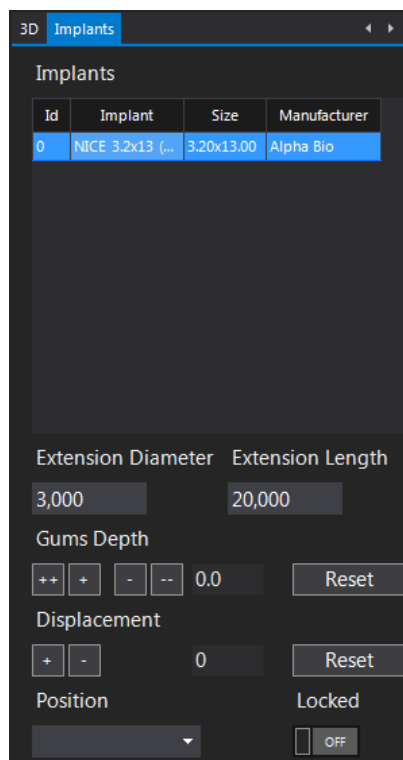 3D Implants
Implants
Id Implant Size Manufacturer
0 NICE 3.2x13 (... 3.20x13.00 Alpha Bio
Extension Diameter Extension Length
3,000 20,000
Gums Depth
++ + - -- 0.0 Reset
Displacement
+ - 0 Reset
Position Locked
OFF